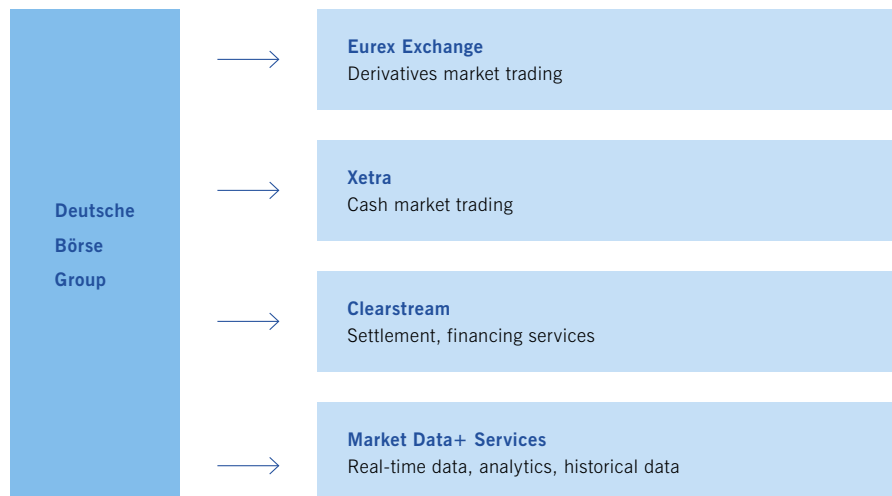 Deutsche
Börse
Group
Eurex Exchange
Derivatives market trading
Xetra
Cash market trading
Clearstream
Settlement, financing services
Market Data+ Services
Real-time data, analytics, historical data